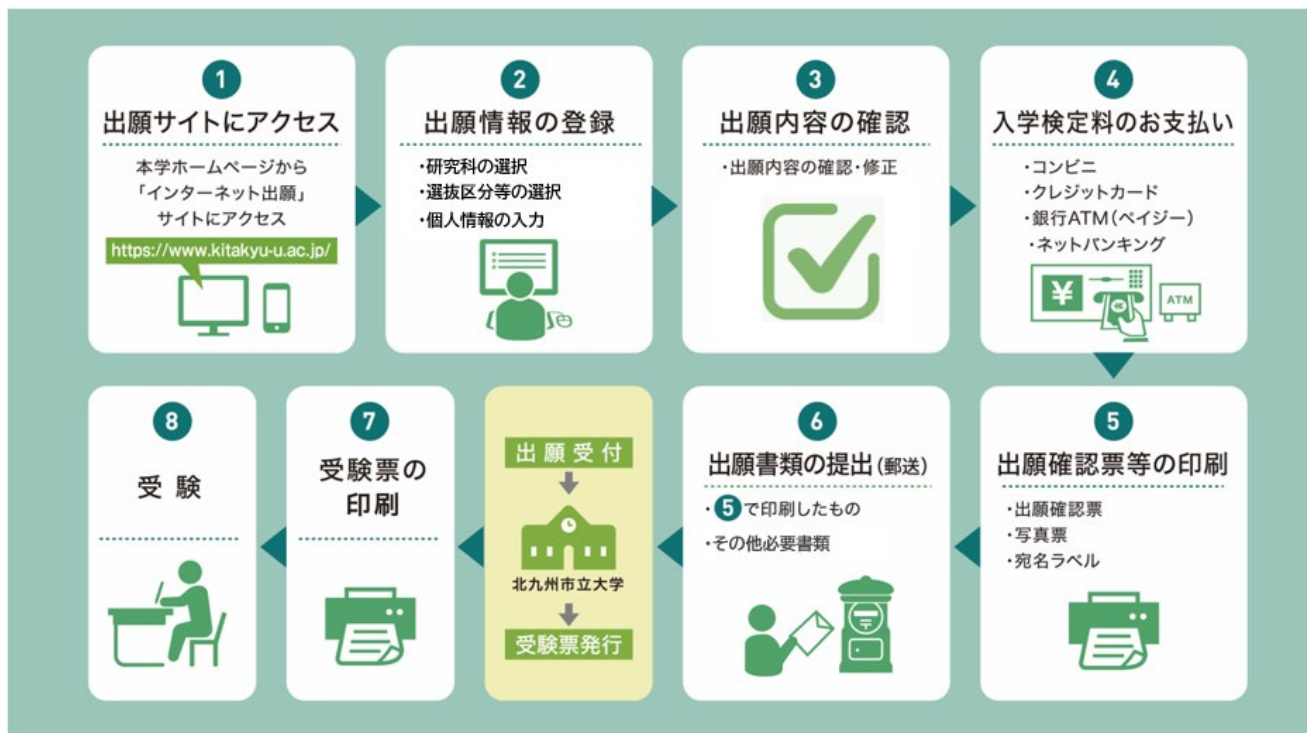 1
出願サイトにアクセス
本学ホームページから
「インターネット出願」
サイトにアクセス
https://www.kitakyu-u.ac.jp/
2
出願情報の登録
・研究科の選択
・選抜区分等の選択
・個人情報の入力
3
出願内容の確認
・出願内容の確認・修正
4
入学検定料のお支払い
・コンビニ
・クレジットカード
・銀行ATM(ペイジー)
・ネットバンキング
¥
ATM
5
出願確認票等の印刷
・出願確認票
・写真票
・宛名ラベル
6
出願書類の提出(郵送)
・5で印刷したもの
・その他必要書類
〒
出願受付
北九州市立大学
受験票発行
7
受験票の
印刷
8
受験